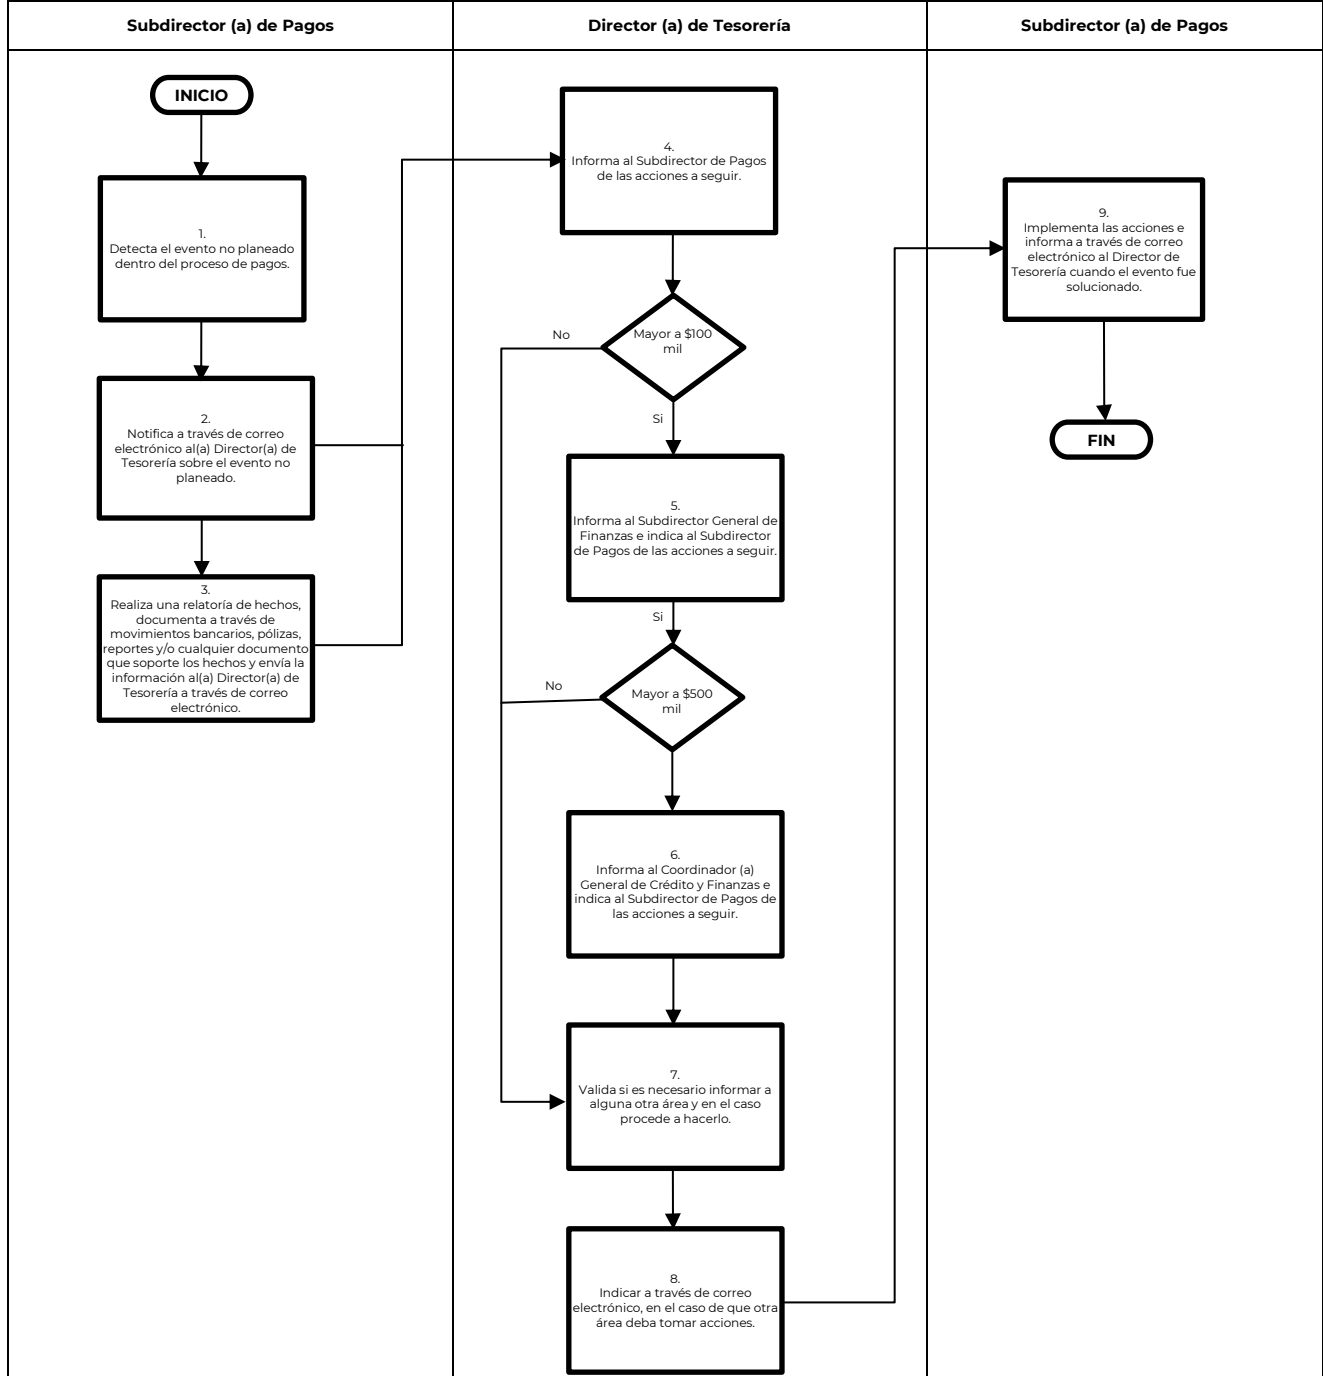 Subdirector (a) de Pagos
Director (a) de Tesorería
Subdirector (a) de Pagos
INICIO
1.
Detecta el evento no planeado
dentro del proceso de pagos.
2.
Notifica a través de correo
electrónico al(a) Director(a) de
Tesorería sobre el evento no
planeado.
3.
Realiza una relatoría de hechos,
documenta a través de
movimientos bancarios, pólizas,
reportes y/o cualquier documento
que soporte los hechos y envía la
información al(a) Director(a) de
Tesorería a través de correo
electrónico.
4.
Informa al Subdirector de Pagos
de las acciones a seguir.
Mayor a $100
mil
No
Si
5.
Informa al Subdirector General de
Finanzas e indica al Subdirector
de Pagos de las acciones a seguir.
Si
Mayor a $500
mil
No
6.
Informa al Coordinador (a)
General de Crédito y Finanzas e
indica al Subdirector de Pagos de
las acciones a seguir.
7.
Valida si es necesario informar a
alguna otra área y en el caso
procede a hacerlo.
8.
Indicar a través de correo
electrónico, en el caso de que otra
área deba tomar acciones.
9.
Implementa las acciones e
informa a través de correo
electrónico al Director de
Tesorería cuando el evento fue
solucionado.
FIN